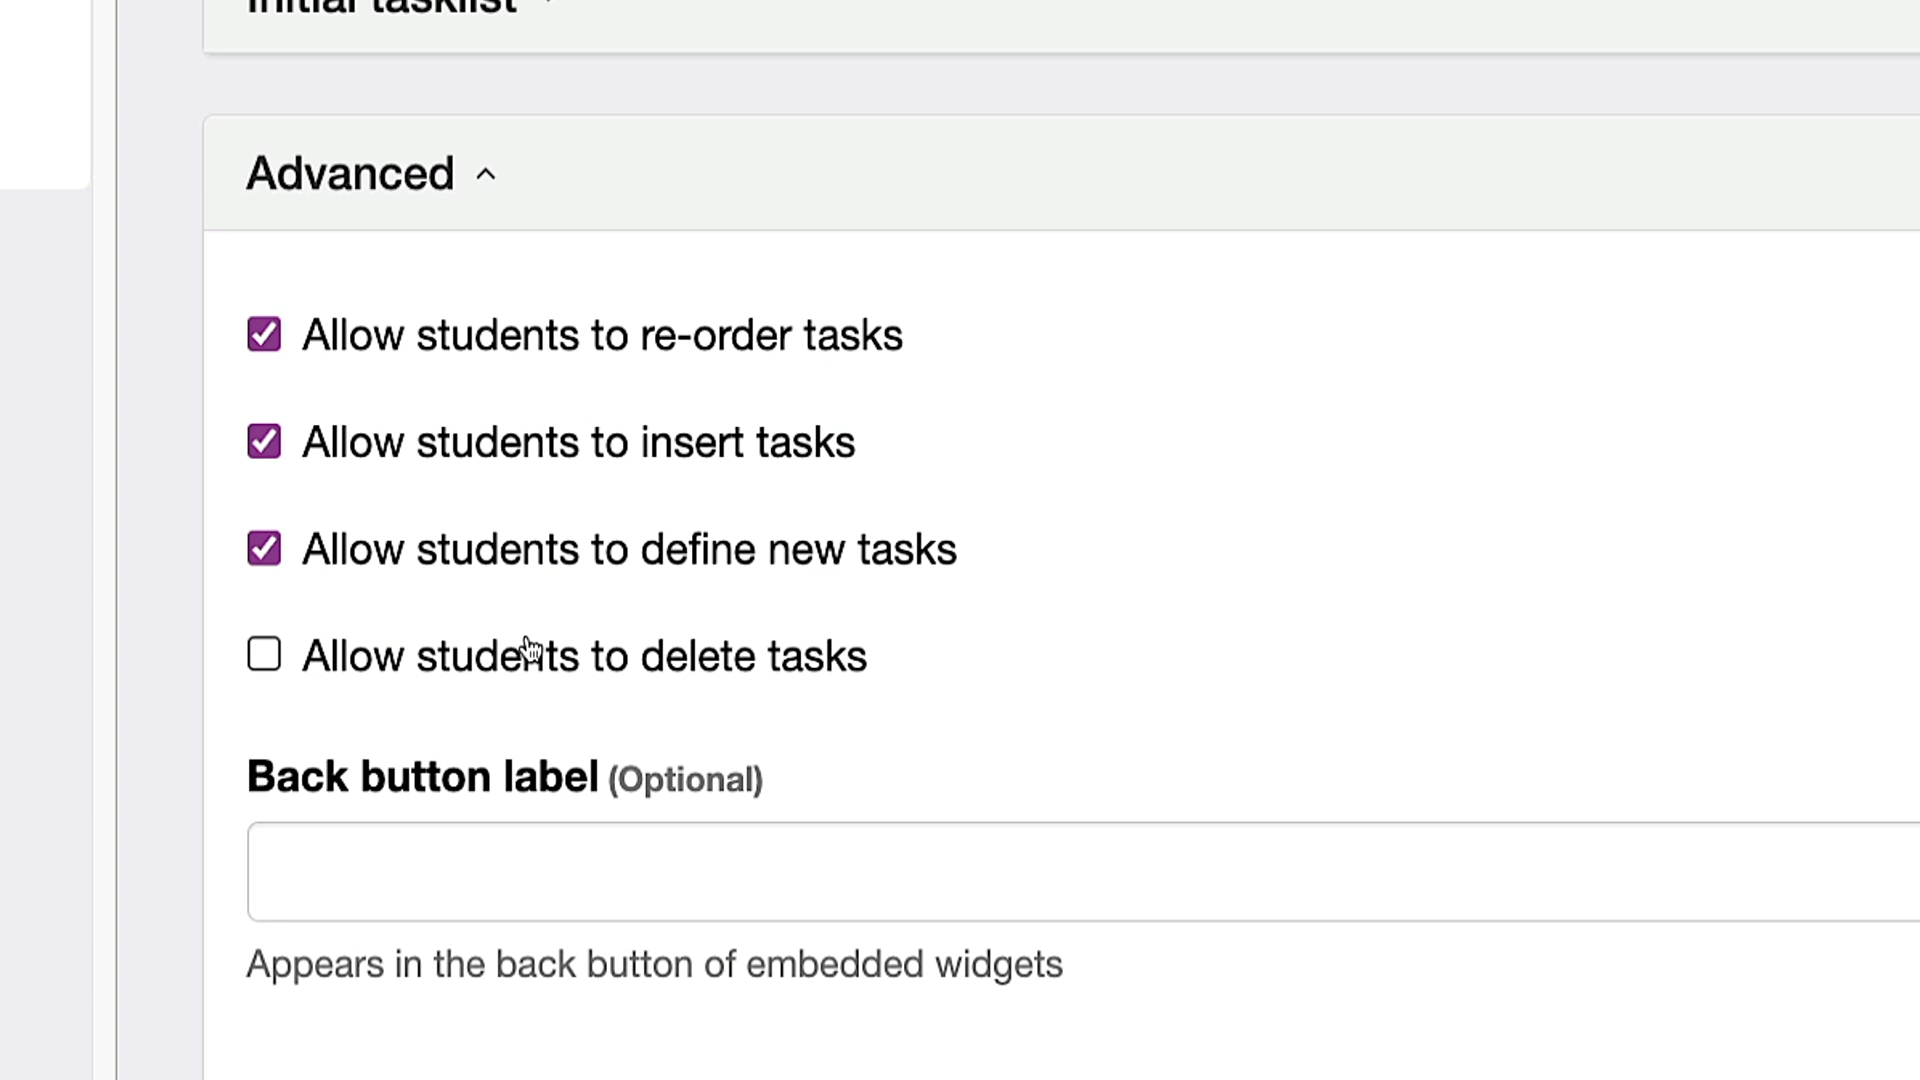 Initial tasklist
Advanced
Allow students to re-order tasks
Allow students to insert tasks
Allow students to define new tasks
Allow students to delete tasks
Back button label (Optional)
Appears in the back button of embedded widgets